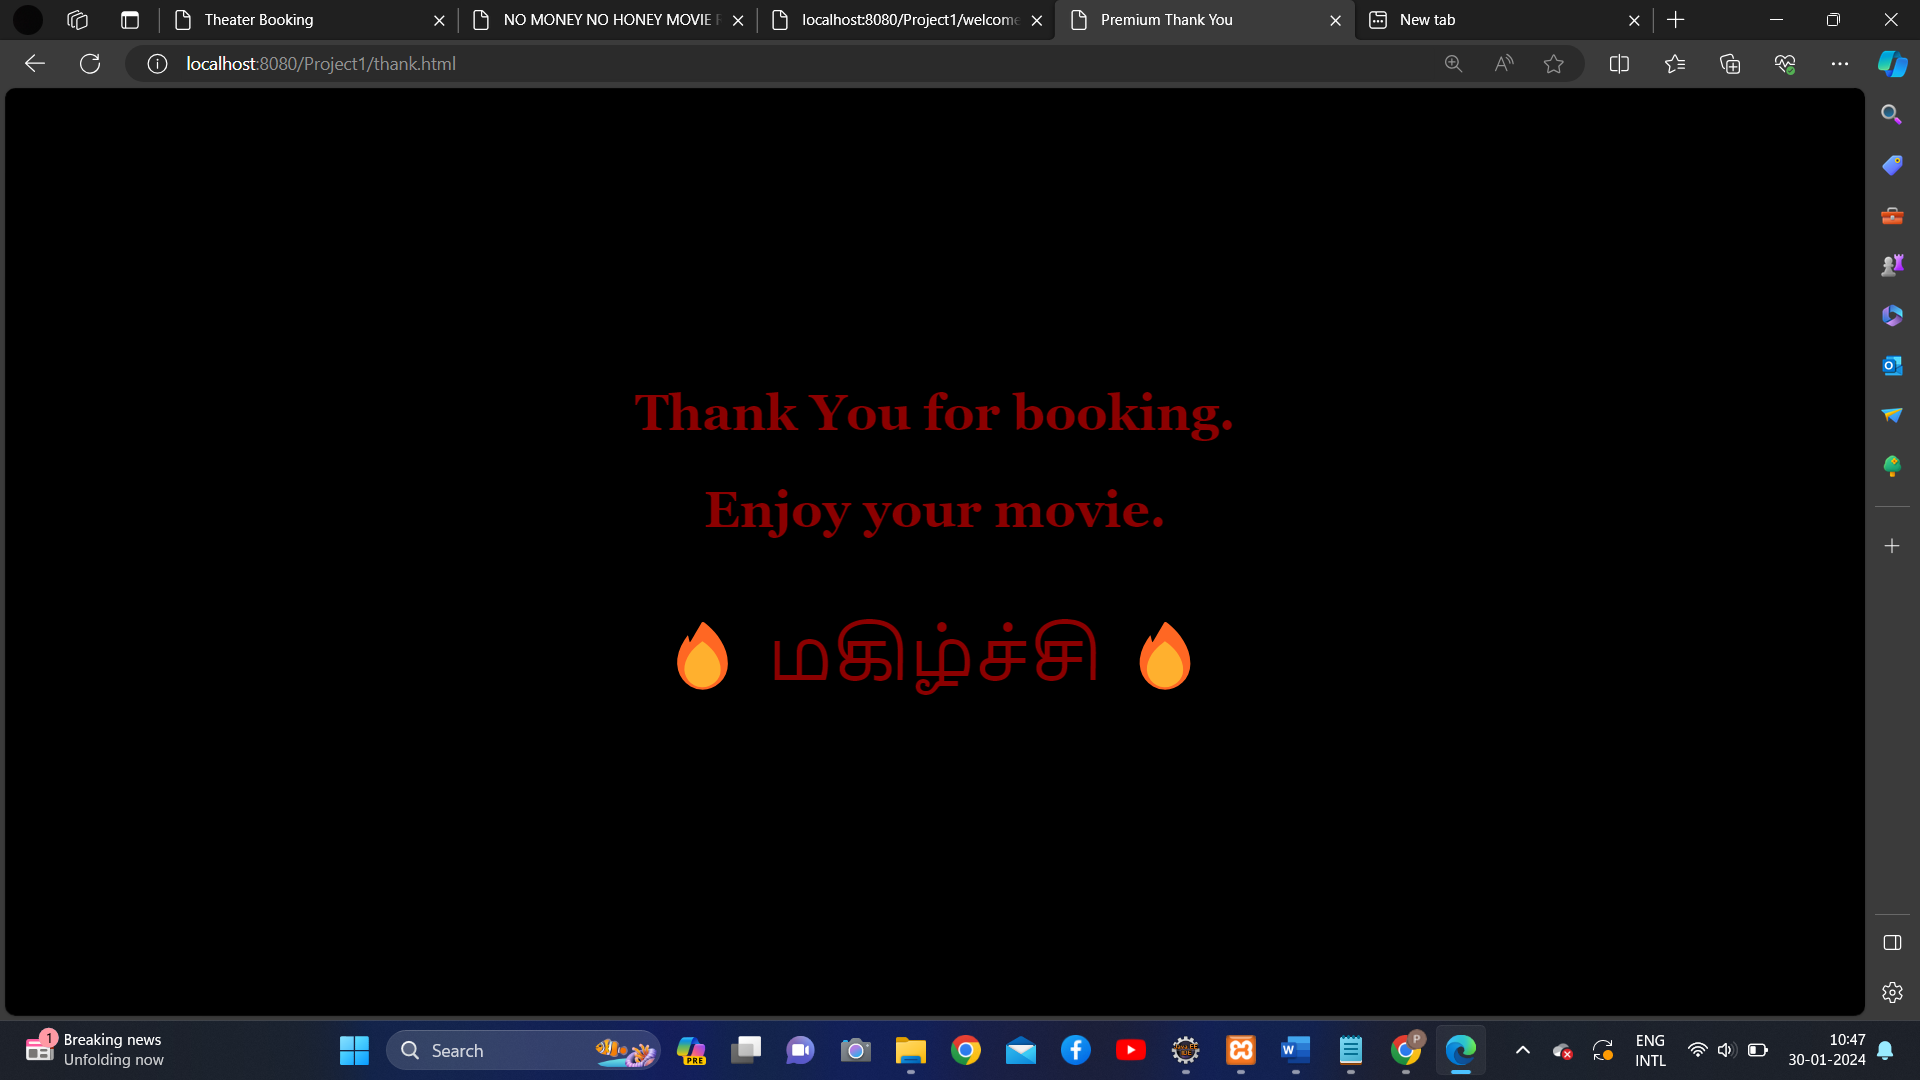 Theater Booking
NO MONEY NO HONEY MOVIE
localhost:8080/Project1/welcome
Premium Thank You
New tab
localhost:8080/Project1/thank.html
Thank You for booking.
Enjoy your movie.
🔥 மகிழ்ச்சி 🔥
1
Breaking news
Unfolding now
Search
PRE
W
P
ENG
INTL
10:47
30-01-2024